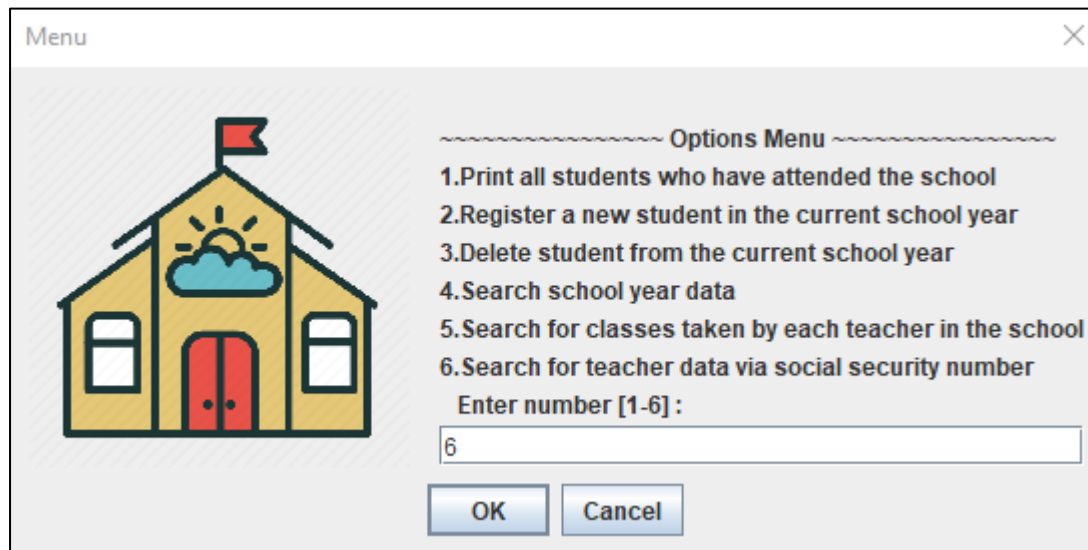 Menu
~~~~~~~~~~~~~~~~ Options Menu ~~~~~~~~~~~~~~~~
1.Print all students who have attended the school
2.Register a new student in the current school year
3.Delete student from the current school year
4.Search school year data
5.Search for classes taken by each teacher in the school
6.Search for teacher data via social security number
Enter number [1-6] :
6
OK Cancel